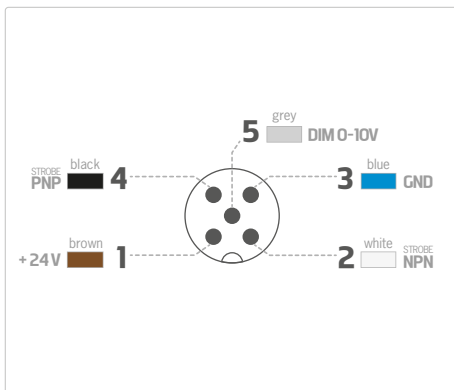 grey
5 DIM 0-10V
black
STROBE
PNP 4
blue
3 GND
brown
+24V 1
white
2 STROBE
NPN